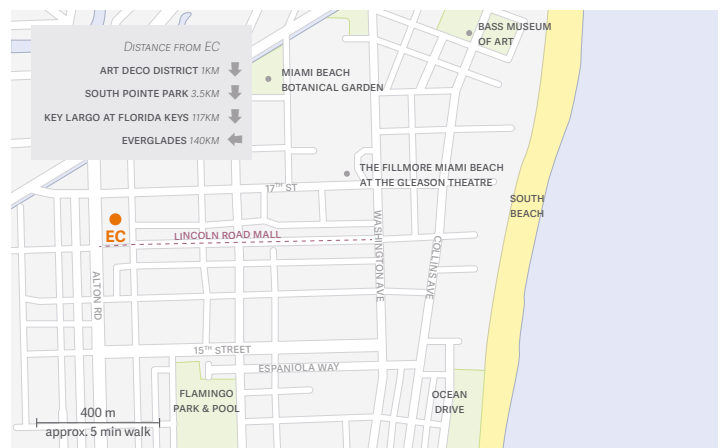 DISTANCE FROM EC
ART DECO DISTRICT 1KM
SOUTH POINTE PARK 3.5KM
KEY LARGO AT FLORIDA KEYS 117KM
EVERGLADES 140KM
BASS MUSEUM
OF ART
MIAMI BEACH
BOTANICAL GARDEN
THE FILLMORE MIAMI BEACH
AT THE GLEASON THEATRE
17TH ST
SOUTH
BEACH
EC
LINCOLN ROAD MALL
WASHINGTON AVE
COLLINS AVE
ALTON RD
15TH STREET
ESPANIOLA WAY
FLAMINGO
PARK & POOL
OCEAN
DRIVE
400 m
approx. 5 min walk